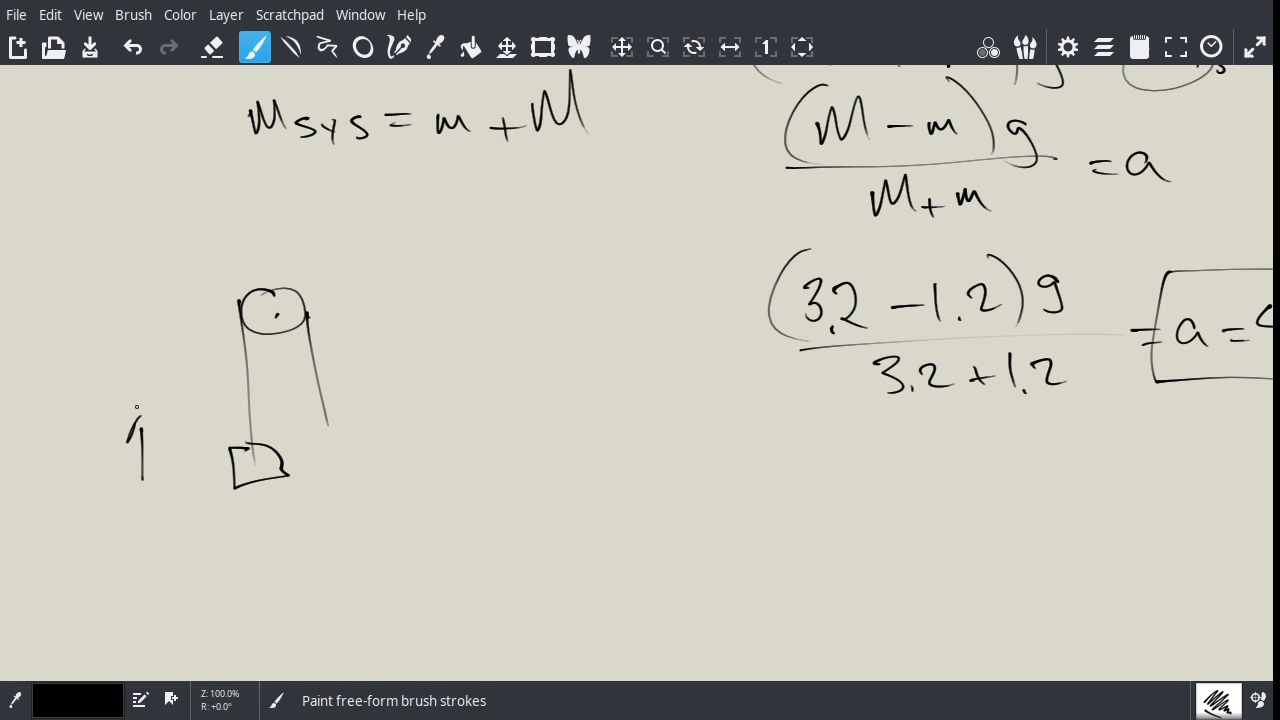 File Edit View Brush Color Layer Scratchpad Window Help
1
Msys = m + M
(M - m) g
= a
M + m
(3.2 - 1.2) g
= a =
3.2 + 1.2
Z: 100.0%
R: +0.0°
Paint free-form brush strokes